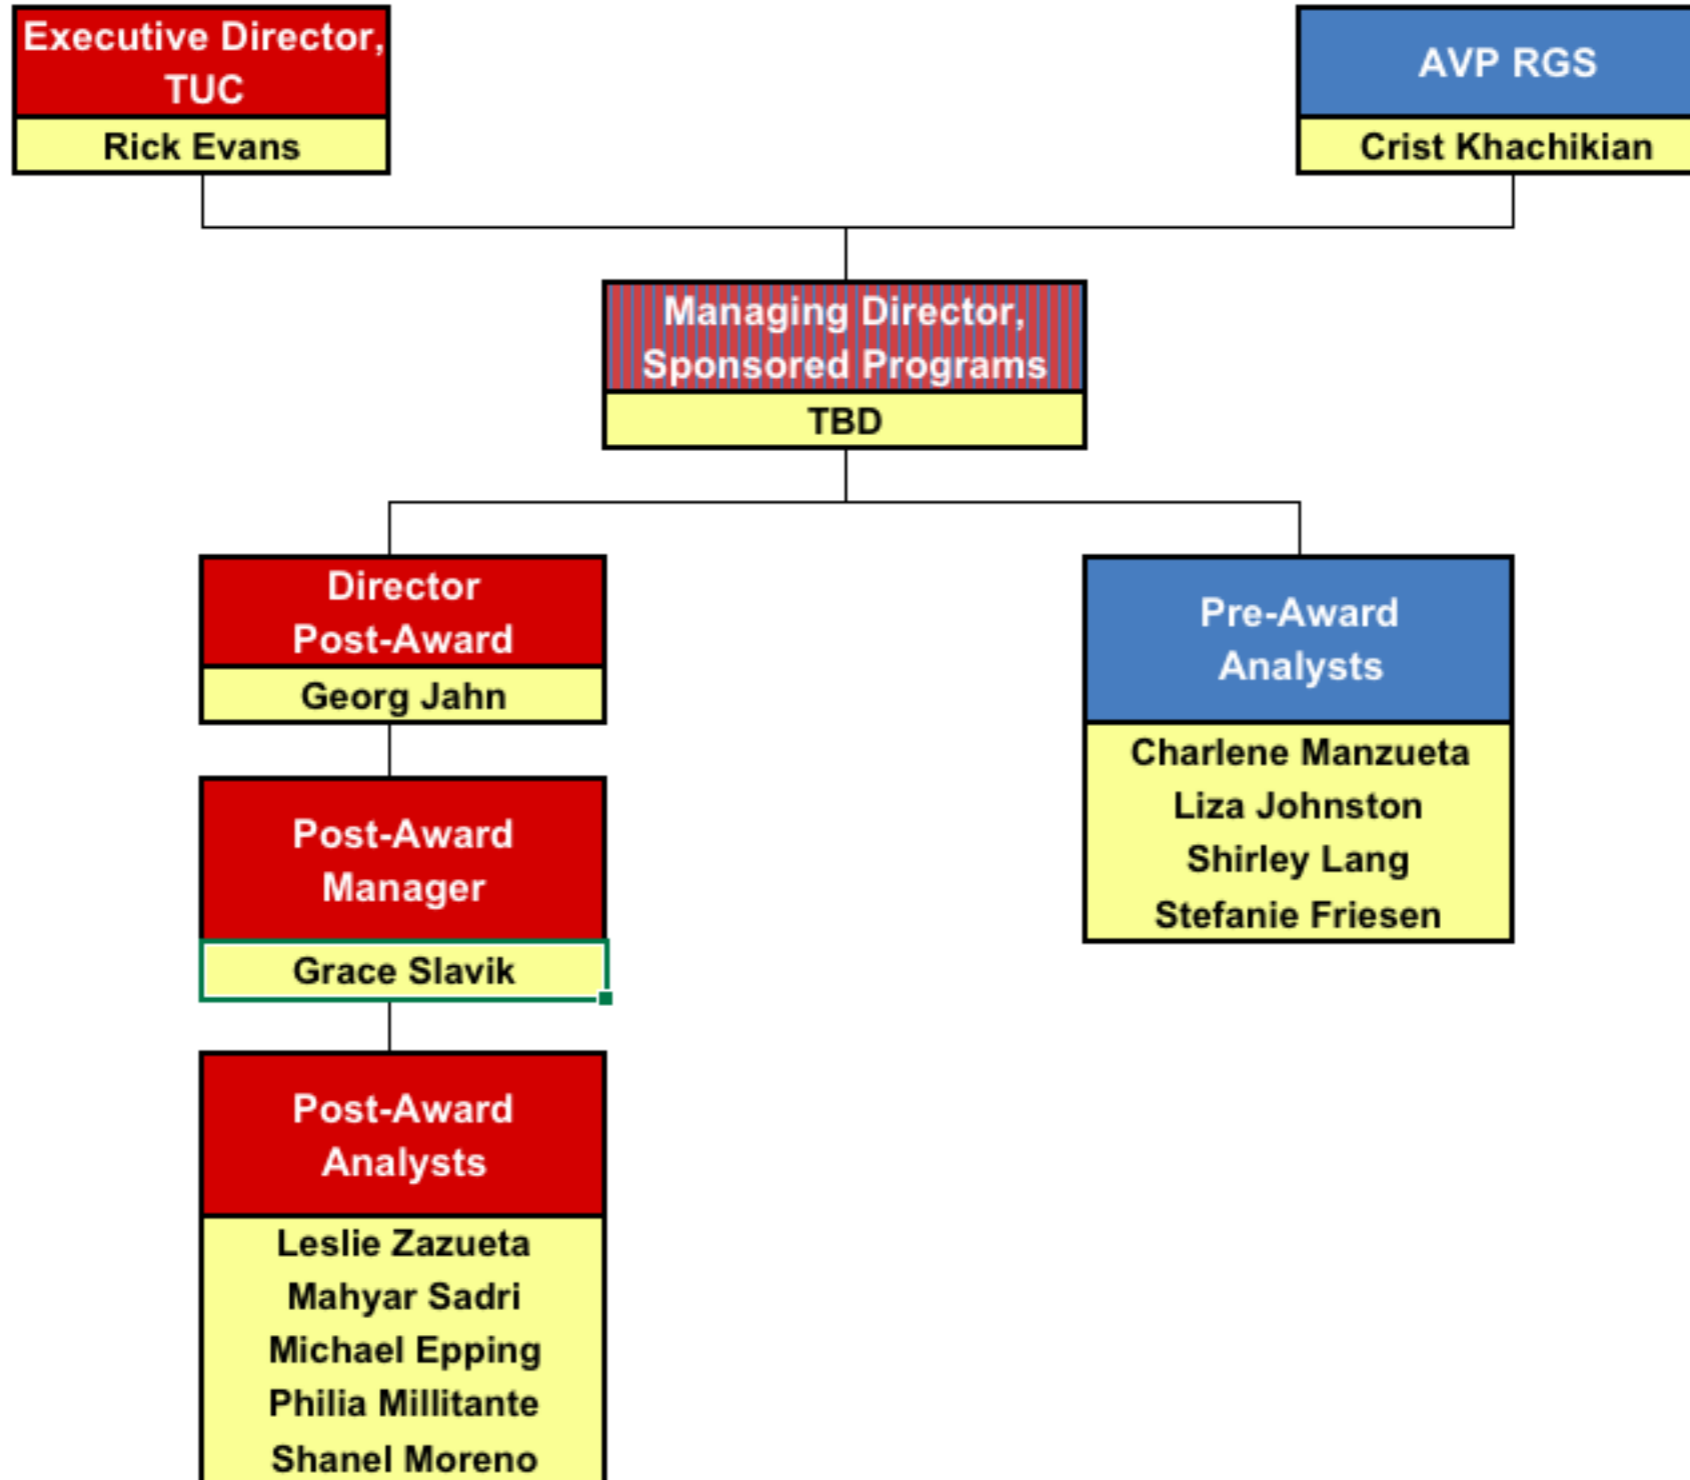 Executive Director,
TUC
Rick Evans
AVP RGS
Crist Khachikian
Managing Director,
Sponsored Programs
TBD
Director
Post-Award
Georg Jahn
Post-Award
Manager
Grace Slavik
Post-Award
Analysts
Leslie Zazueta
Mahyar Sadri
Michael Epping
Philia Millitante
Shanel Moreno
Pre-Award
Analysts
Charlene Manzueta
Liza Johnston
Shirley Lang
Stefanie Friesen